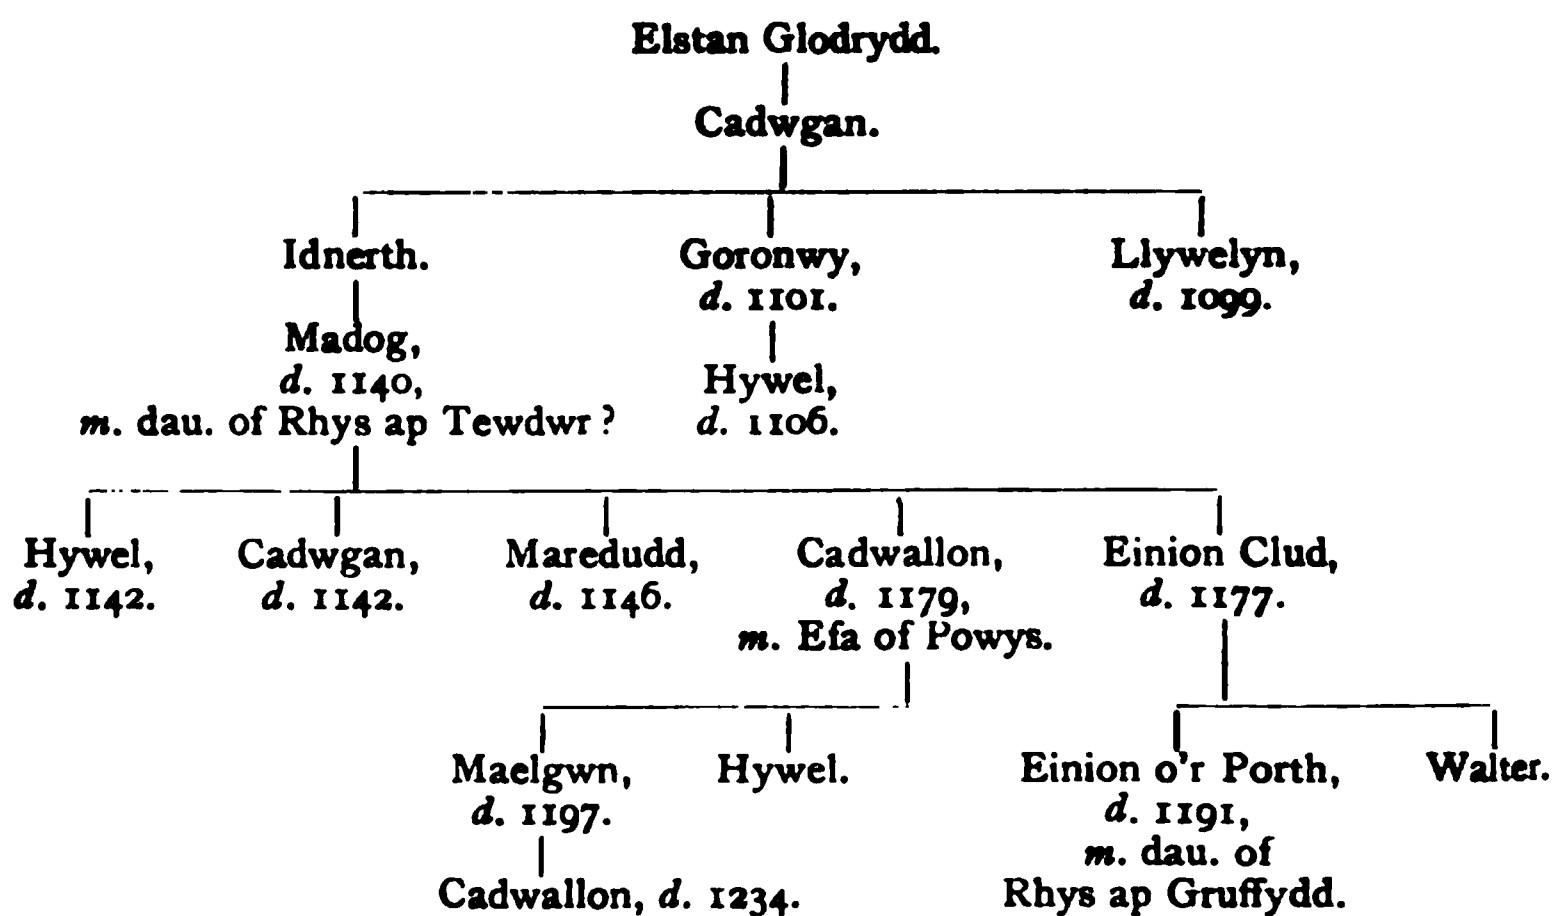 Elstan Glodrydd.
Cadwgan.
Idnerth.
Goronwy,
d. 1101.
Llywelyn,
d. 1099.
Madog,
d. 1140,
m. dau. of Rhys ap Tewdwr ?
Hywel,
d. 1106.
Hywel,
d. 1142.
Cadwgan,
d. 1142.
Maredudd,
d. 1146.
Cadwallon,
d. 1179,
m. Efa of Powys.
Einion Clud,
d. 1177.
Maelgwn,
d. 1197.
Hywel.
Einion o'r Porth,
d. 1191,
m. dau. of
Rhys ap Gruffydd.
Walter.
Cadwallon, d. 1234.